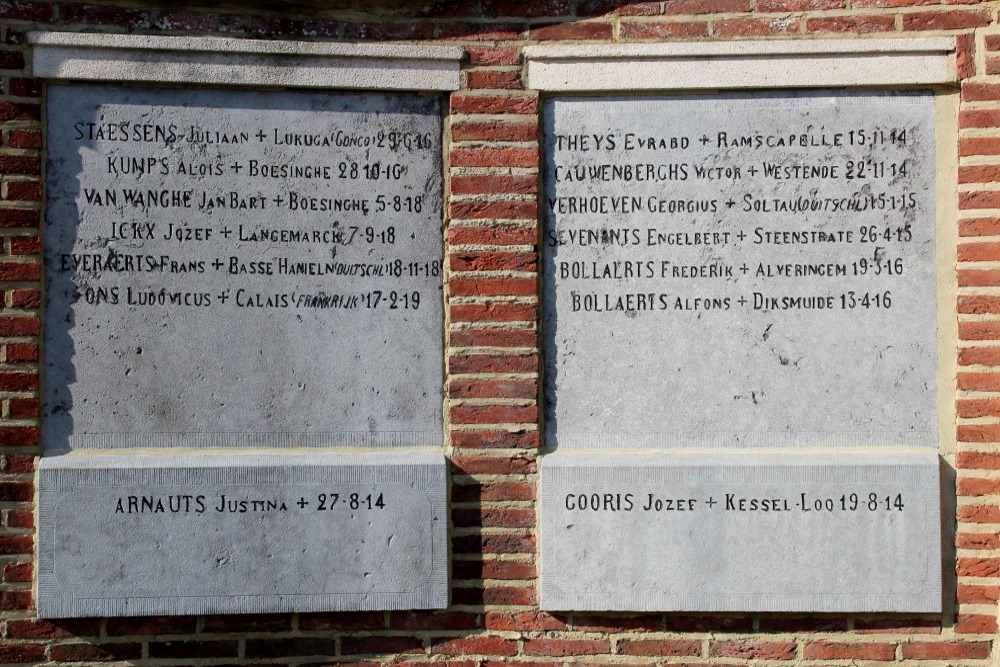 STAESSENS JULIAAN + LUKUGA (CONGO) 29-6-16
KUMPS ALOIS + BOESINGHE 28 10-16
VAN WANGHE JAN BART + BOESINGHE 5-8-18
ICKX JOZEF + LANGEMARCK 7-9-18
EVERAERTS FRANS + BASSE HAMELN (DUITSCHL) 18-11-18
PONS LUDOVICUS + CALAIS (FRANKRIJK) 17-2-19
ARNAUTS JUSTINA + 27-8-14
THEYS EVRARD + RAMSCAPELLE 15-11-14
CAUWENBERGHS VICTOR + WESTENDE 22-11-14
VERHOEVEN GEORGIUS + SOLTAU (DUITSCHL) 15-1-15
SEVENANTS ENGELBERT + STEENSTRATE 26-4-15
BOLLAERTS FREDERIK + ALVERINGEM 19-3-16
BOLLAERTS ALFONS + DIKSMUIDE 13-4-16
GOORIS JOZEF + KESSEL-LOO 19-8-14